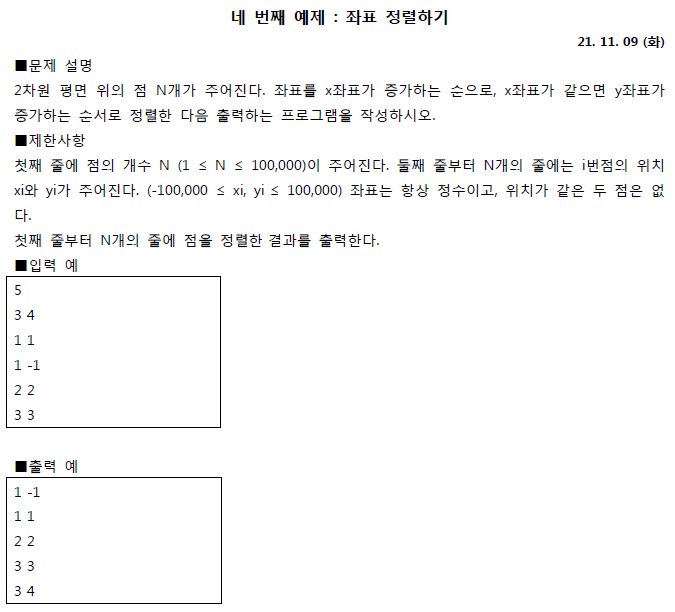 네 번째 예제 : 좌표 정렬하기
21. 11. 09 (화)
■문제 설명
2차원 평면 위의 점 N개가 주어진다. 좌표를 x좌표가 증가하는 순으로, x좌표가 같으면 y좌표가
증가하는 순서로 정렬한 다음 출력하는 프로그램을 작성하시오.
■제한사항
첫째 줄에 점의 개수 N (1 ≤ N ≤ 100,000)이 주어진다. 둘째 줄부터 N개의 줄에는 i번점의 위치
xi와 yi가 주어진다. (-100,000 ≤ xi, yi ≤ 100,000) 좌표는 항상 정수이고, 위치가 같은 두 점은 없
다.
첫째 줄부터 N개의 줄에 점을 정렬한 결과를 출력한다.
■입력 예
5
3 4
1 1
1 -1
2 2
3 3
■출력 예
1 -1
1 1
2 2
3 3
3 4